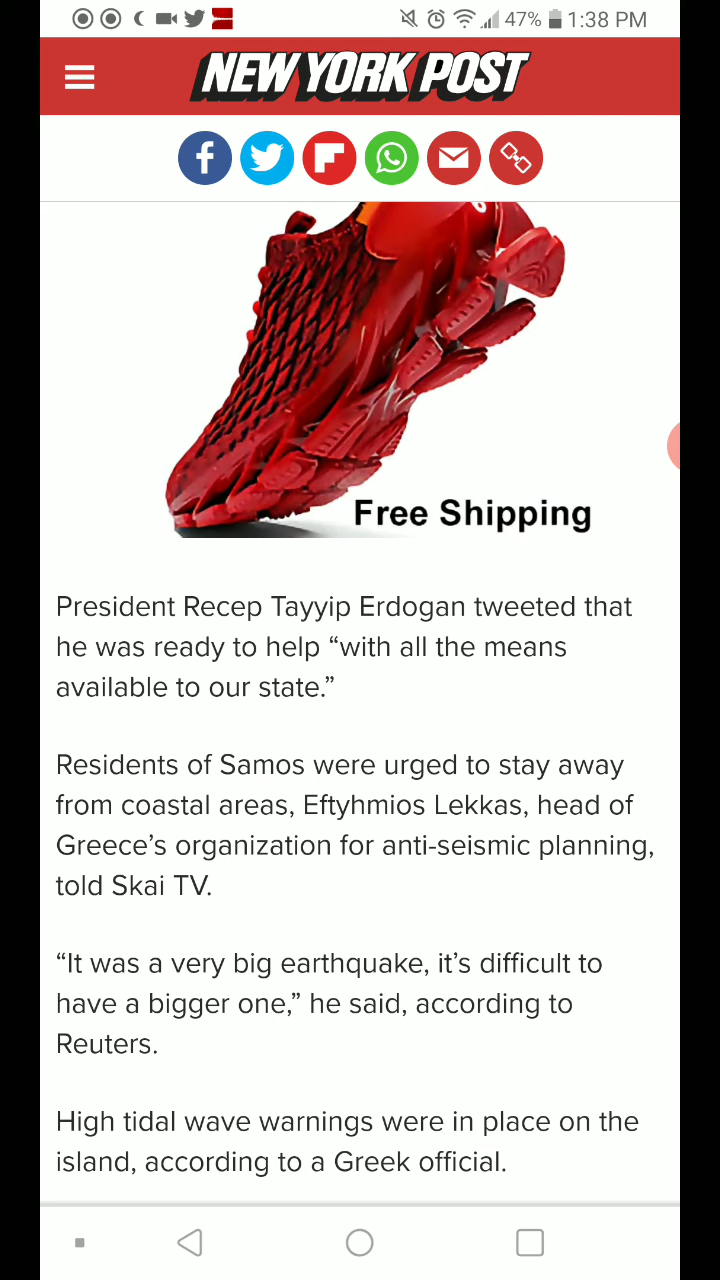 47% 1:38 PM
NEW YORK POST
Free Shipping
President Recep Tayyip Erdogan tweeted that
he was ready to help “with all the means
available to our state.”
Residents of Samos were urged to stay away
from coastal areas, Eftyhmios Lekkas, head of
Greece’s organization for anti-seismic planning,
told Skai TV.
“It was a very big earthquake, it’s difficult to
have a bigger one,” he said, according to
Reuters.
High tidal wave warnings were in place on the
island, according to a Greek official.